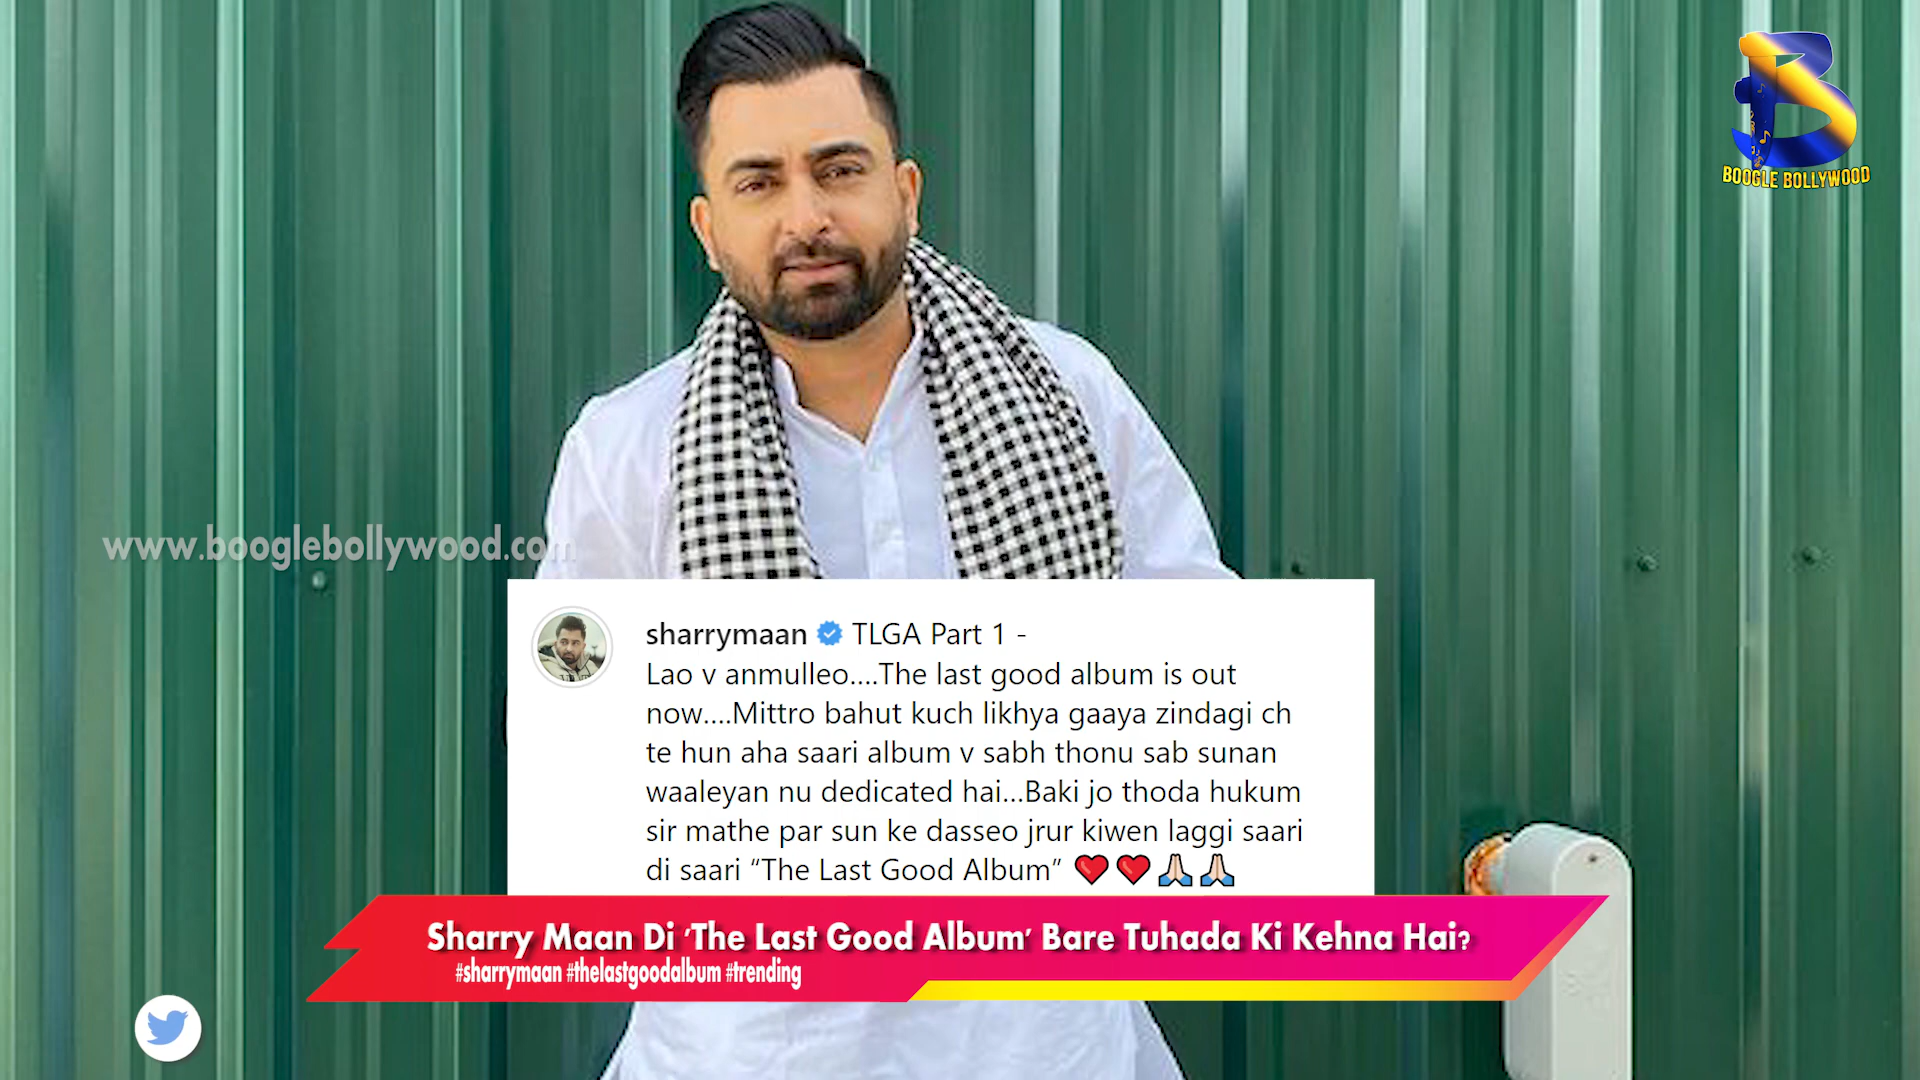 BOOGLE BOLLYWOOD
www.booglebollywood.com
sharrymaan TLGA Part 1 -
Lao v anmulleo....The last good album is out
now....Mittro bahut kuch likhya gaaya zindagi ch
te hun aha saari album v sabh thonu sab sunan
waaleyan nu dedicated hai...Baki jo thoda hukum
sir mathe par sun ke dasseo jrur kiwen laggi saari
di saari “The Last Good Album” ❤️❤️🙏🏻🙏🏻
Sharry Maan Di 'The Last Good Album' Bare Tuhada Ki Kehna Hai?
#sharrymaan #thelastgoodalbum #trending